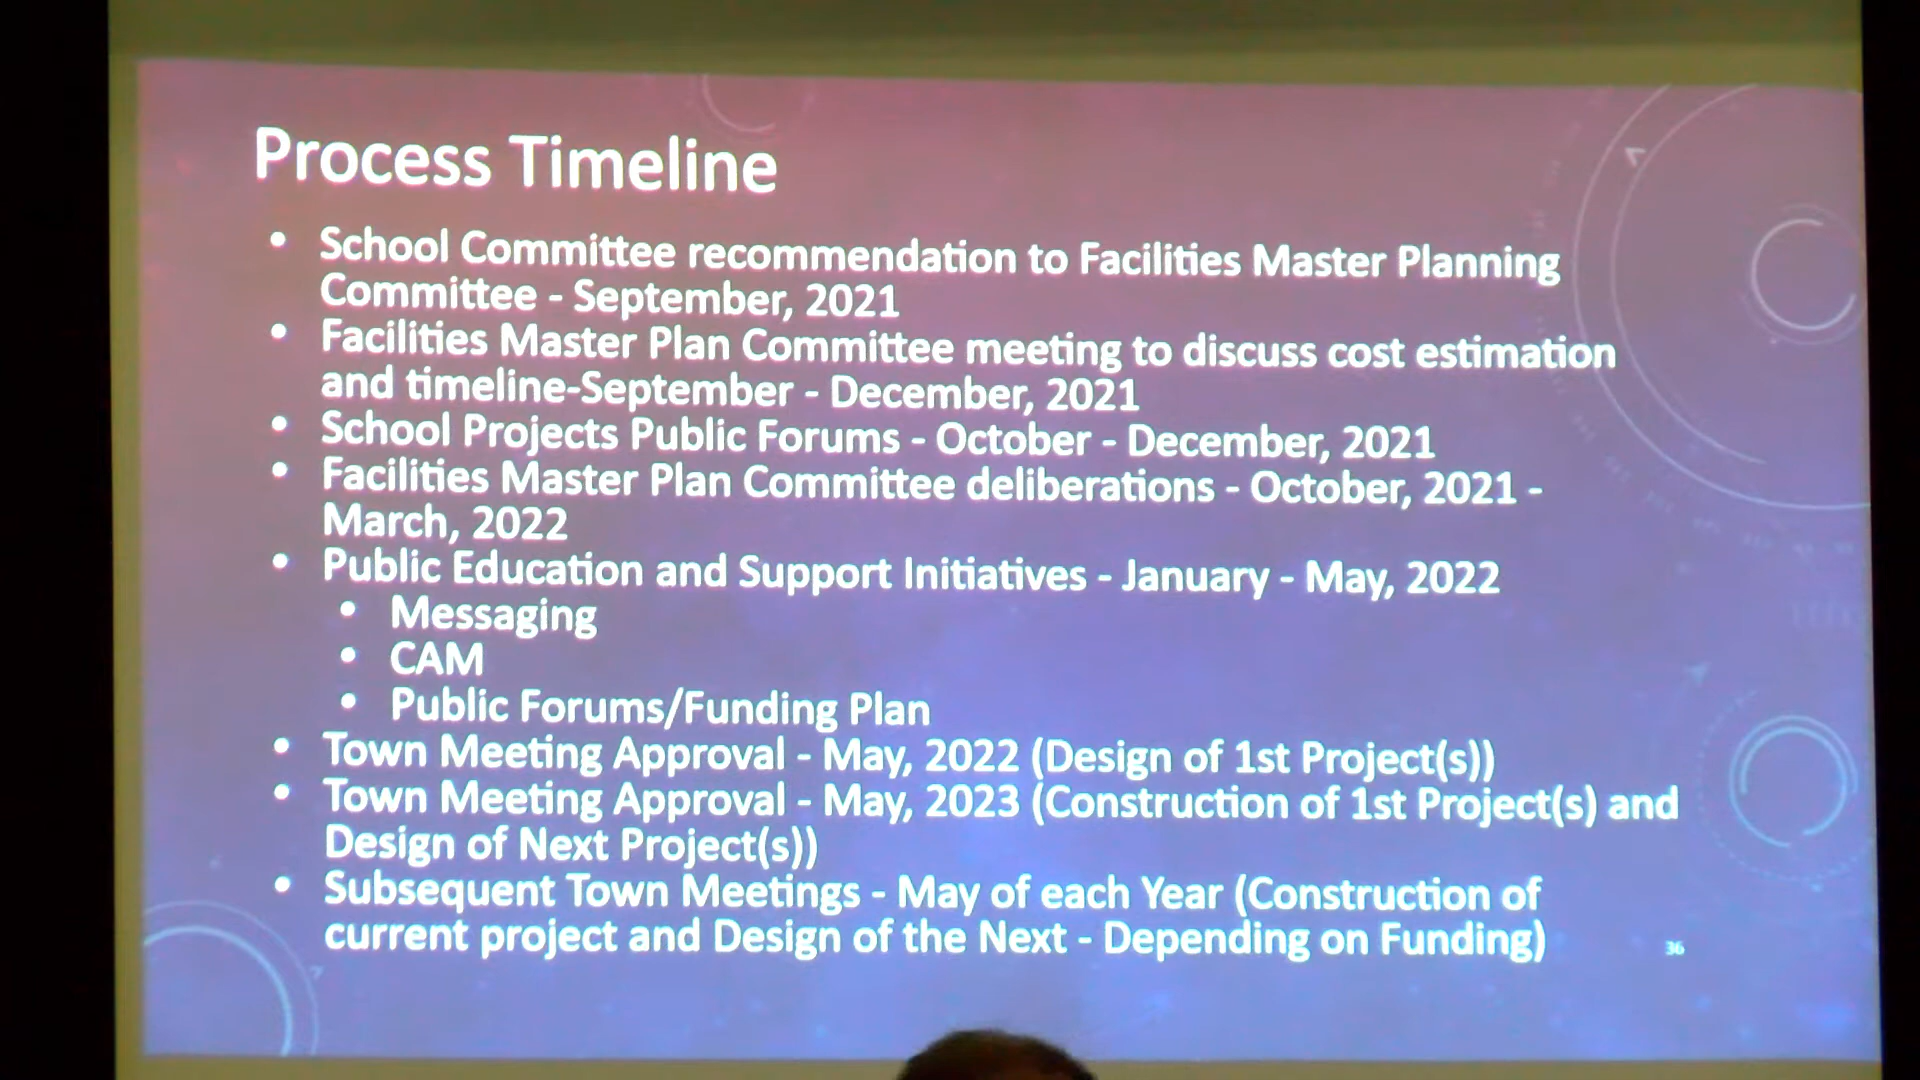 Process Timeline
• School Committee recommendation to Facilities Master Planning
Committee - September, 2021
• Facilities Master Plan Committee meeting to discuss cost estimation
and timeline-September - December, 2021
• School Projects Public Forums - October - December, 2021
• Facilities Master Plan Committee deliberations - October, 2021 -
March, 2022
• Public Education and Support Initiatives - January - May, 2022
• Messaging
• CAM
• Public Forums/Funding Plan
• Town Meeting Approval - May, 2022 (Design of 1st Project(s))
• Town Meeting Approval - May, 2023 (Construction of 1st Project(s) and
Design of Next Project(s))
• Subsequent Town Meetings - May of each Year (Construction of
current project and Design of the Next - Depending on Funding)
36